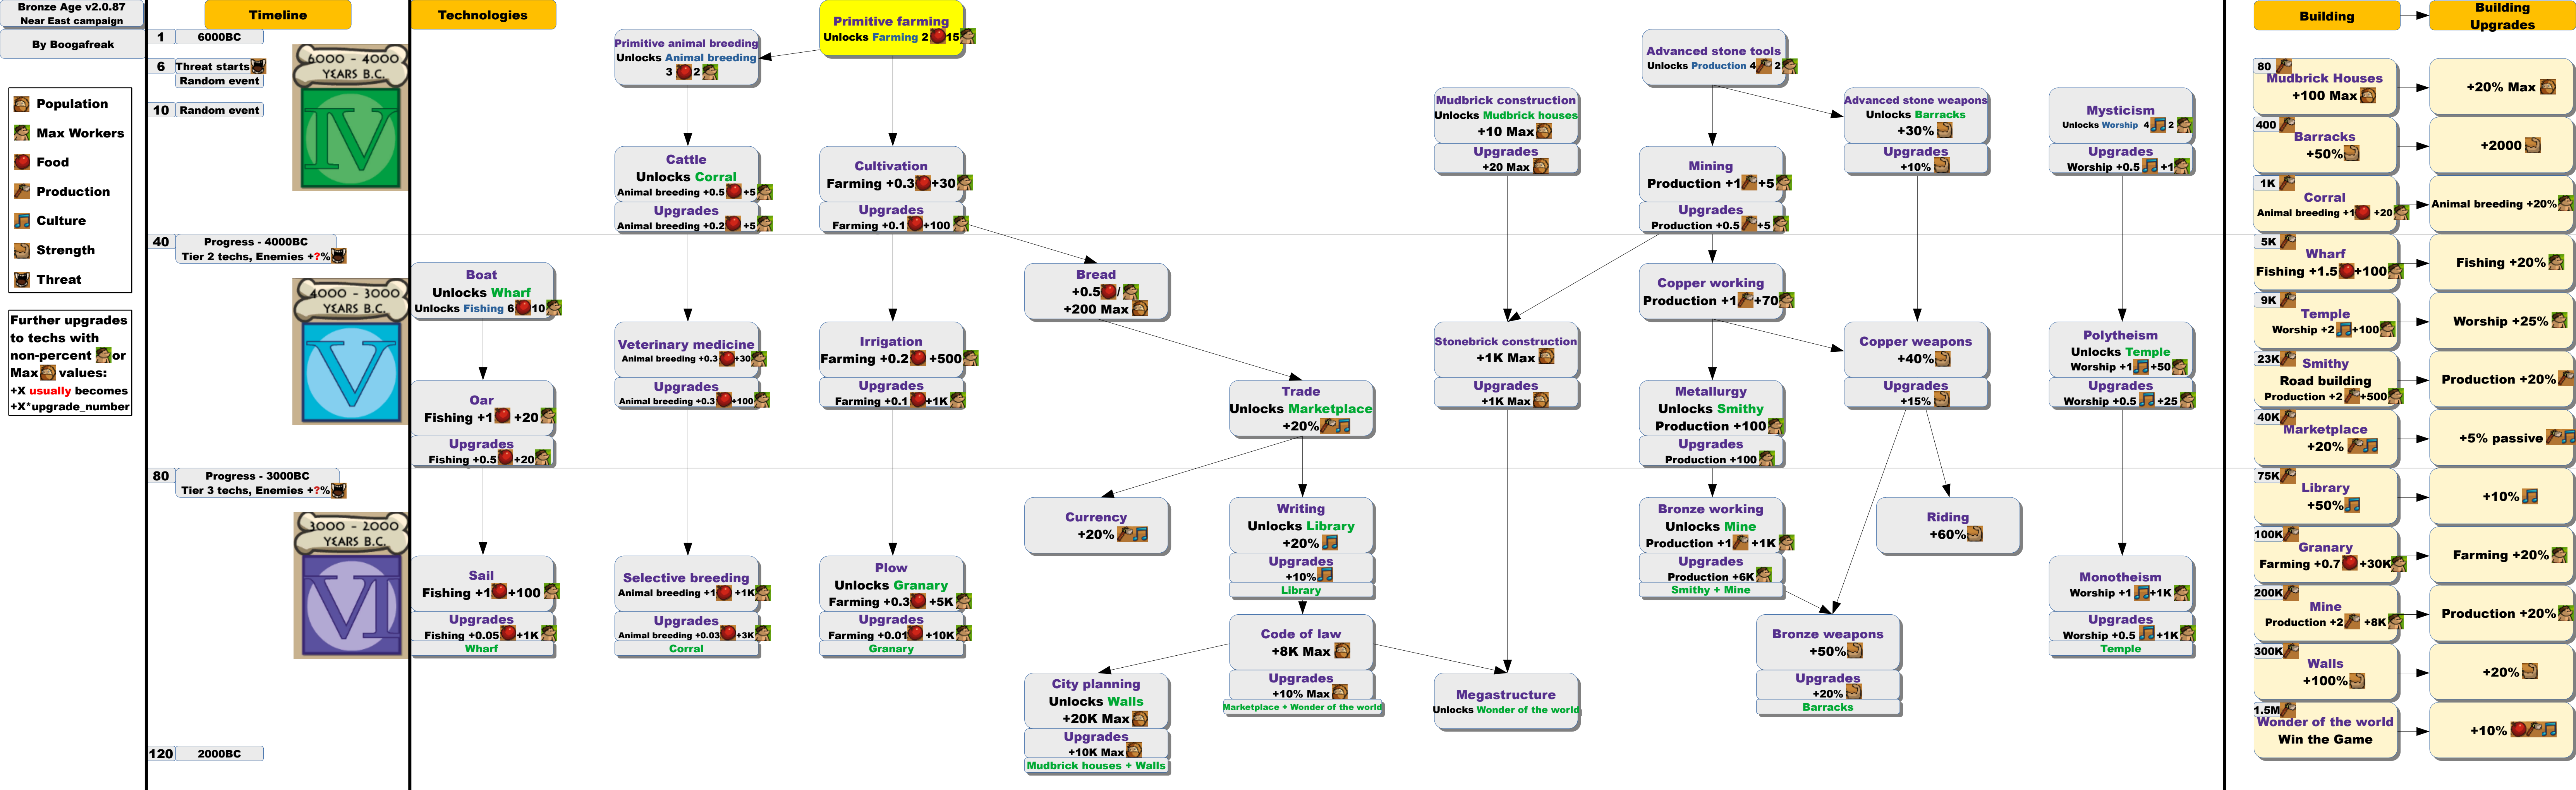 Bronze Age v2.0.87
Near East campaign
By Boogafreak
Population
Max Workers
Food
Production
Culture
Strength
Threat
Further upgrades
to techs with
non-percent or
Max values:
+X usually becomes
+X*upgrade_number
Timeline
1 6000BC
6 Threat starts
Random event
10 Random event
6000 - 4000
YEARS B.C.
IV
40 Progress - 4000BC
Tier 2 techs, Enemies +?%
4000 - 3000
YEARS B.C.
V
80 Progress - 3000BC
Tier 3 techs, Enemies +?%
3000 - 2000
YEARS B.C.
VI
120 2000BC
Technologies
Boat
Unlocks Wharf
Unlocks Fishing 6 10
Oar
Fishing +1 +20
Upgrades
Fishing +0.5 +20
Sail
Fishing +1 +100
Upgrades
Fishing +0.05 +1K
Wharf
Primitive animal breeding
Unlocks Animal breeding
3 2
Cattle
Unlocks Corral
Animal breeding +0.5 +5
Upgrades
Animal breeding +0.2 +5
Veterinary medicine
Animal breeding +0.3 +30
Upgrades
Animal breeding +0.3 +100
Selective breeding
Animal breeding +1 +1K
Upgrades
Animal breeding +0.03 +3K
Corral
Primitive farming
Unlocks Farming 2 15
Cultivation
Farming +0.3 +30
Upgrades
Farming +0.1 +100
Irrigation
Farming +0.2 +500
Upgrades
Farming +0.1 +1K
Plow
Unlocks Granary
Farming +0.3 +5K
Upgrades
Farming +0.01 +10K
Granary
Bread
+0.5 /
+200 Max
Currency
+20%
City planning
Unlocks Walls
+20K Max
Upgrades
+10K Max
Mudbrick houses + Walls
Trade
Unlocks Marketplace
+20%
Writing
Unlocks Library
+20%
Upgrades
+10%
Library
Code of law
+8K Max
Upgrades
+10% Max
Marketplace + Wonder of the world
Mudbrick construction
Unlocks Mudbrick houses
+10 Max
Upgrades
+20 Max
Stonebrick construction
+1K Max
Upgrades
+1K Max
Megastructure
Unlocks Wonder of the world
Advanced stone tools
Unlocks Production 4 2
Mining
Production +1 +5
Upgrades
Production +0.5 +5
Copper working
Production +1 +70
Metallurgy
Unlocks Smithy
Production +100
Upgrades
Production +100
Bronze working
Unlocks Mine
Production +1 +1K
Upgrades
Production +6K
Smithy + Mine
Advanced stone weapons
Unlocks Barracks
+30%
Upgrades
+10%
Copper weapons
+40%
Upgrades
+15%
Riding
+60%
Bronze weapons
+50%
Upgrades
+20%
Barracks
Mysticism
Unlocks Worship 4 2
Upgrades
Worship +0.5 +1
Polytheism
Unlocks Temple
Worship +1 +50
Upgrades
Worship +0.5 +25
Monotheism
Worship +1 +1K
Upgrades
Worship +0.5 +1K
Temple
Building
Building
Upgrades
80
Mudbrick Houses
+100 Max
+20% Max
400
Barracks
+50%
+2000
1K
Corral
Animal breeding +1 +20
Animal breeding +20%
5K
Wharf
Fishing +1.5 +100
Fishing +20%
9K
Temple
Worship +2 +100
Worship +25%
23K
Smithy
Road building
Production +2 +500
Production +20%
40K
Marketplace
+20%
+5% passive
75K
Library
+50%
+10%
100K
Granary
Farming +0.7 +30K
Farming +20%
200K
Mine
Production +2 +8K
Production +20%
300K
Walls
+100%
+20%
1.5M
Wonder of the world
Win the Game
+10%